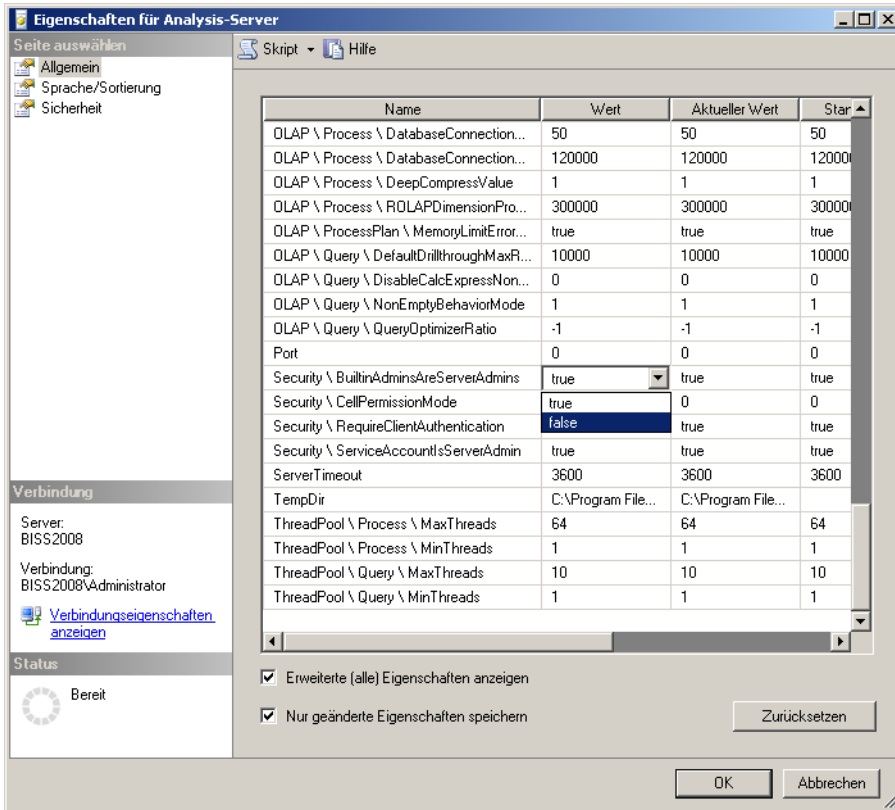 Eigenschaften für Analysis-Server
Seite auswählen
Allgemein
Sprache/Sortierung
Sicherheit
Skript Hilfe
Name Wert Aktueller Wert Star
OLAP \ Process \ DatabaseConnection... 50 50 50
OLAP \ Process \ DatabaseConnection... 120000 120000 12000
OLAP \ Process \ DeepCompressValue 1 1 1
OLAP \ Process \ ROLAPDimensionPro... 300000 300000 30000
OLAP \ ProcessPlan \ MemoryLimitError... true true true
OLAP \ Query \ DefaultDrillthroughMaxR... 10000 10000 10000
OLAP \ Query \ DisableCalcExpressNon... 0 0 0
OLAP \ Query \ NonEmptyBehaviorMode 1 1 1
OLAP \ Query \ QueryOptimizerRatio -1 -1 -1
Port 0 0 0
Security \ BuiltinAdminsAreServerAdmins true true true
Security \ CellPermissionMode true 0 0
Security \ RequireClientAuthentication false true true
Security \ ServiceAccountIsServerAdmin true true true
ServerTimeout 3600 3600 3600
TempDir C:\Program File... C:\Program File...
ThreadPool \ Process \ MaxThreads 64 64 64
ThreadPool \ Process \ MinThreads 1 1 1
ThreadPool \ Query \ MaxThreads 10 10 10
ThreadPool \ Query \ MinThreads 1 1 1
Verbindung
Server:
BISS2008
Verbindung:
BISS2008\Administrator
Verbindungseigenschaften
anzeigen
Status
Bereit
Erweiterte (alle) Eigenschaften anzeigen
Nur geänderte Eigenschaften speichern
Zurücksetzen
OK Abbrechen